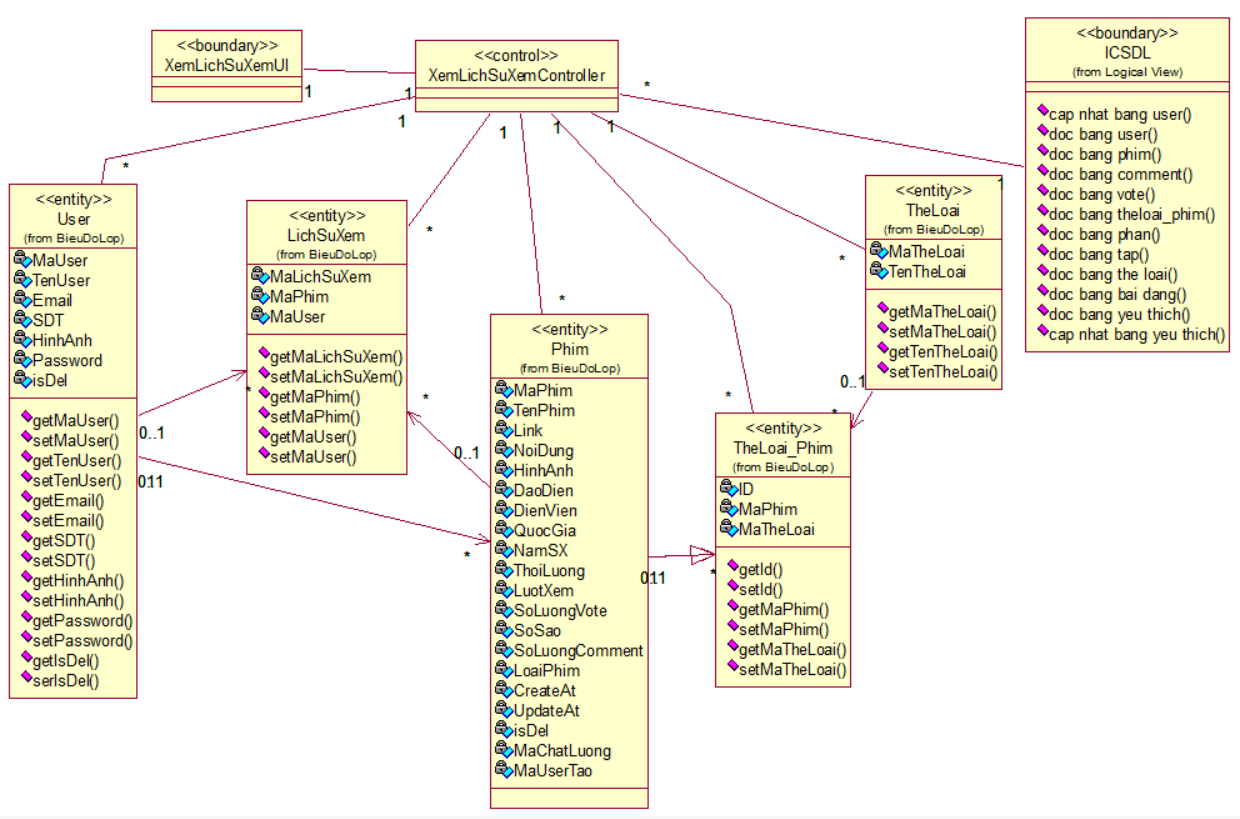 <<boundary>>
XemLichSuXemUI
1
<<control>>
XemLichSuXemController
1
1
1
1
1
*
<<boundary>>
ICSDL
(from Logical View)
cap nhat bang user()
doc bang user()
doc bang phim()
doc bang comment()
doc bang vote()
doc bang theloai_phim()
doc bang phan()
doc bang tap()
doc bang the loai()
doc bang bai dang()
doc bang yeu thich()
cap nhat bang yeu thich()
1
*
<<entity>>
User
(from BieuDoLop)
MaUser
TenUser
Email
SDT
HinhAnh
Password
isDel
getMaUser()
setMaUser()
getTenUser()
setTenUser()
getEmail()
setEmail()
getSDT()
setSDT()
getHinhAnh()
setHinhAnh()
getPassword()
setPassword()
getIsDel()
serIsDel()
0..1
011
*
<<entity>>
LichSuXem
(from BieuDoLop)
MaLichSuXem
MaPhim
MaUser
getMaLichSuXem()
setMaLichSuXem()
getMaPhim()
setMaPhim()
getMaUser()
setMaUser()
*
*
0..1
*
*
<<entity>>
Phim
(from BieuDoLop)
MaPhim
TenPhim
Link
NoiDung
HinhAnh
DaoDien
DienVien
QuocGia
NamSX
ThoiLuong
LuotXem
SoLuongVote
SoSao
SoLuongComment
LoaiPhim
CreateAt
UpdateAt
isDel
MaChatLuong
MaUserTao
011
*
*
<<entity>>
TheLoai
(from BieuDoLop)
MaTheLoai
TenTheLoai
getMaTheLoai()
setMaTheLoai()
getTenTheLoai()
setTenTheLoai()
0..1
*
*
<<entity>>
TheLoai_Phim
(from BieuDoLop)
ID
MaPhim
MaTheLoai
getId()
setId()
getMaPhim()
setMaPhim()
getMaTheLoai()
setMaTheLoai()